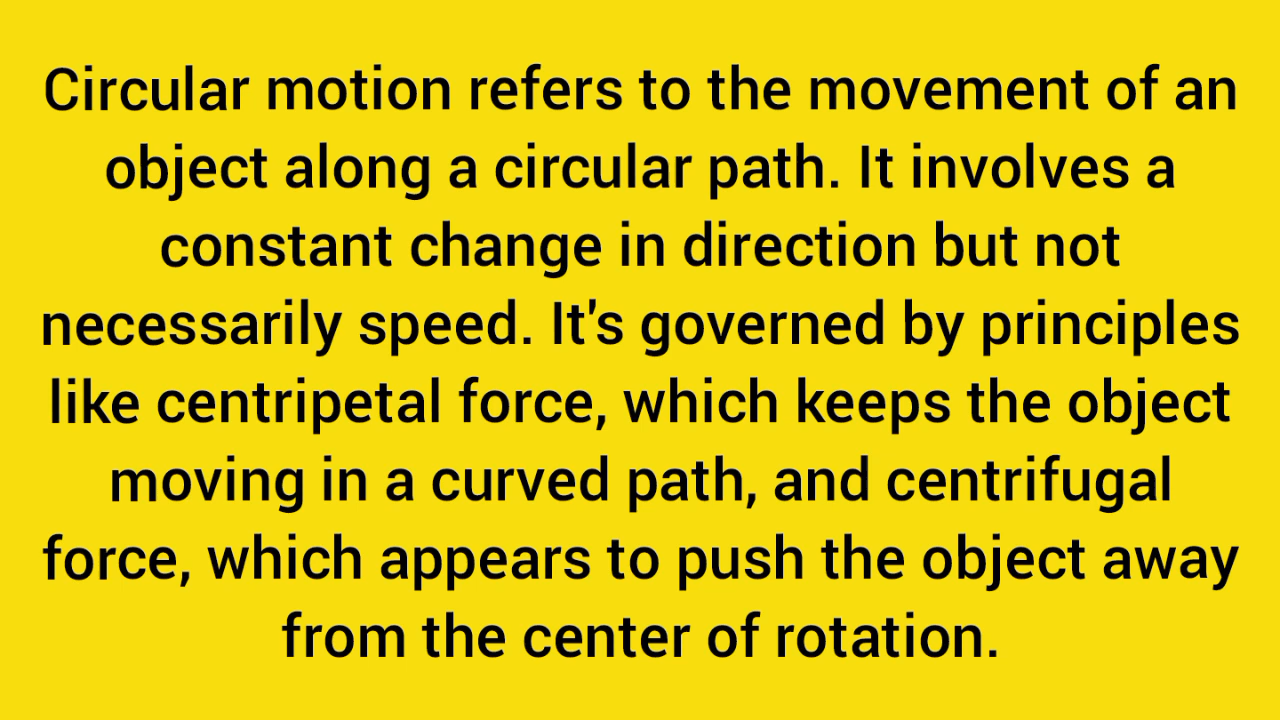 Circular motion refers to the movement of an
object along a circular path. It involves a
constant change in direction but not
necessarily speed. It's governed by principles
like centripetal force, which keeps the object
moving in a curved path, and centrifugal
force, which appears to push the object away
from the center of rotation.